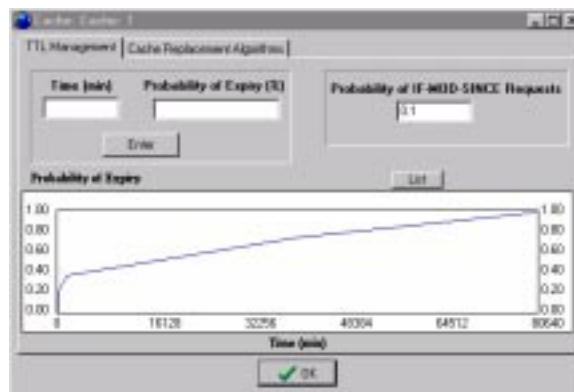 Cache: Cache: 1
TTL Management
Cache Replacement Algorithms
Time (min)
Probability of Expiry (%)
Enter
Probability of IF-MOD-SINCE Requests
0.1
Probability of Expiry
List
1.00
0.80
0.60
0.40
0.20
0.00
1.00
0.80
0.60
0.40
0.20
0.00
0
16128
32256
48384
64512
80640
Time (min)
OK